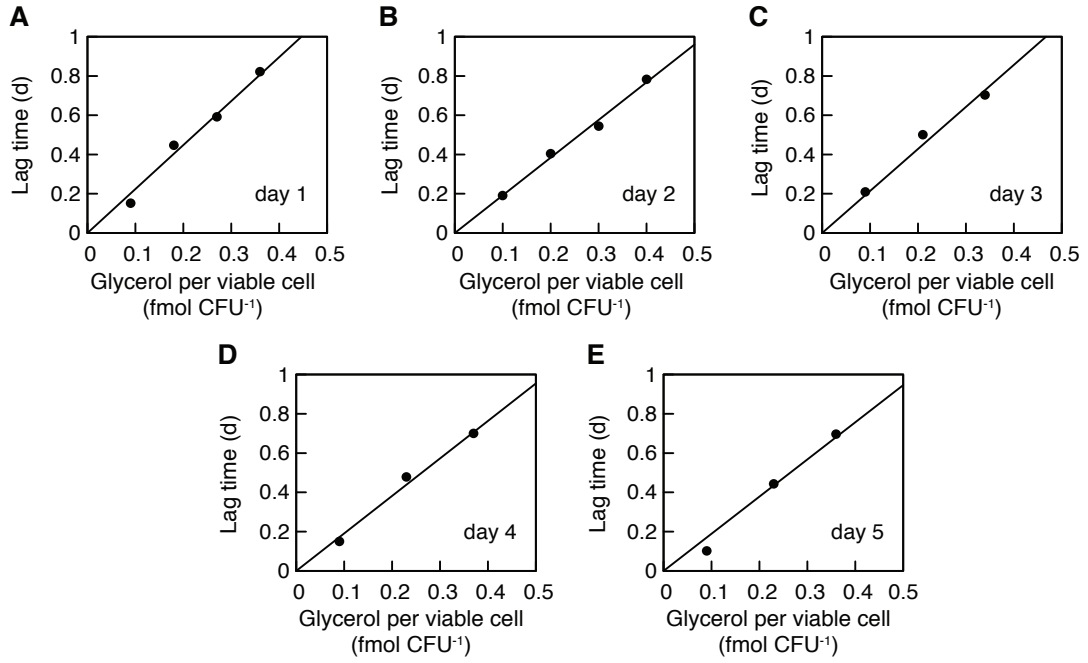 A
B
C
1
0.8
0.6
0.4
0.2
0
Lag time (d)
day 1
0 0.1 0.2 0.3 0.4 0.5
Glycerol per viable cell
(fmol CFU⁻¹)
1
0.8
0.6
0.4
0.2
0
Lag time (d)
day 2
0 0.1 0.2 0.3 0.4 0.5
Glycerol per viable cell
(fmol CFU⁻¹)
1
0.8
0.6
0.4
0.2
0
Lag time (d)
day 3
0 0.1 0.2 0.3 0.4 0.5
Glycerol per viable cell
(fmol CFU⁻¹)
D
E
1
0.8
0.6
0.4
0.2
0
Lag time (d)
day 4
0 0.1 0.2 0.3 0.4 0.5
Glycerol per viable cell
(fmol CFU⁻¹)
1
0.8
0.6
0.4
0.2
0
Lag time (d)
day 5
0 0.1 0.2 0.3 0.4 0.5
Glycerol per viable cell
(fmol CFU⁻¹)